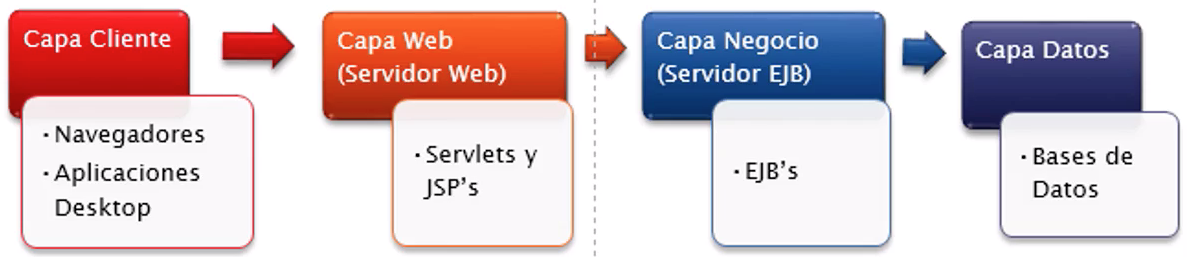 Capa Cliente
· Navegadores
· Aplicaciones
Desktop
Capa Web
(Servidor Web)
· Servlets y
JSP's
Capa Negocio
(Servidor EJB)
· EJB's
Capa Datos
· Bases de
Datos